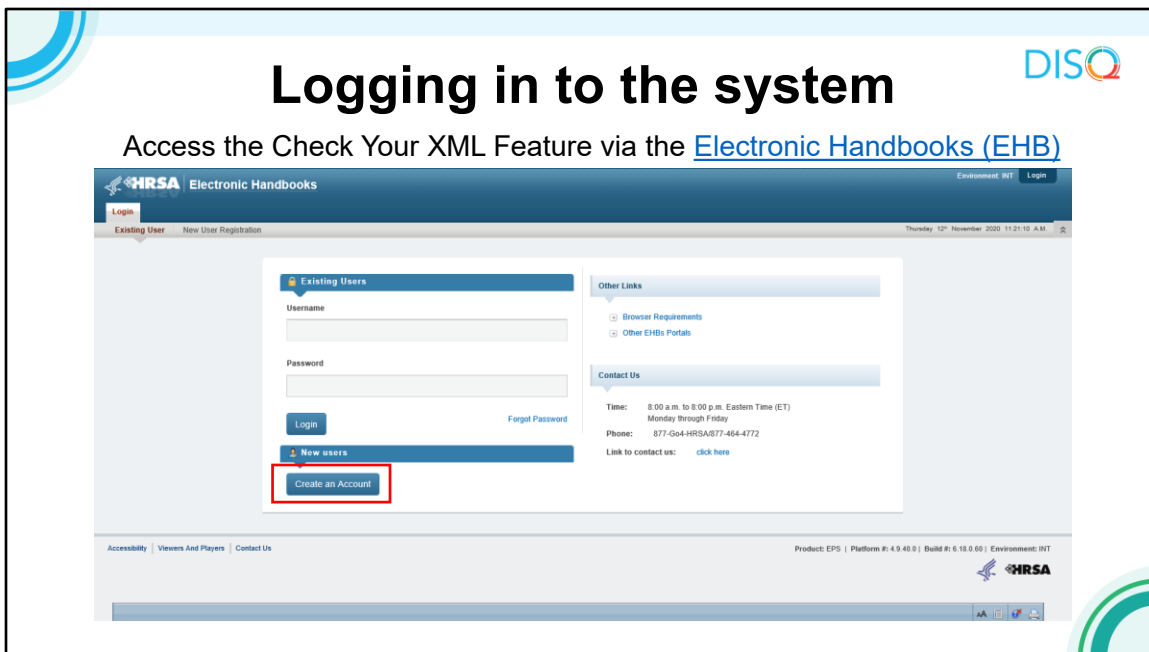 DISQ
Logging in to the system
Access the Check Your XML Feature via the Electronic Handbooks (EHB)
HRSA Electronic Handbooks
Environment: INT Login
Login
Existing User New User Registration
Thursday 12th November 2020 11:21:10 A.M.
Existing Users
Username
Password
Login Forgot Password
New users
Create an Account
Other Links
Browser Requirements
Other EHBs Portals
Contact Us
Time: 8:00 a.m. to 8:00 p.m. Eastern Time (ET)
Monday through Friday
Phone: 877-Go4-HRSA/877-464-4772
Link to contact us: click here
Accessibility | Viewers And Players | Contact Us
Product: EPS | Platform #: 4.9.40.0 | Build #: 6.18.0.60 | Environment: INT
HRSA
AA